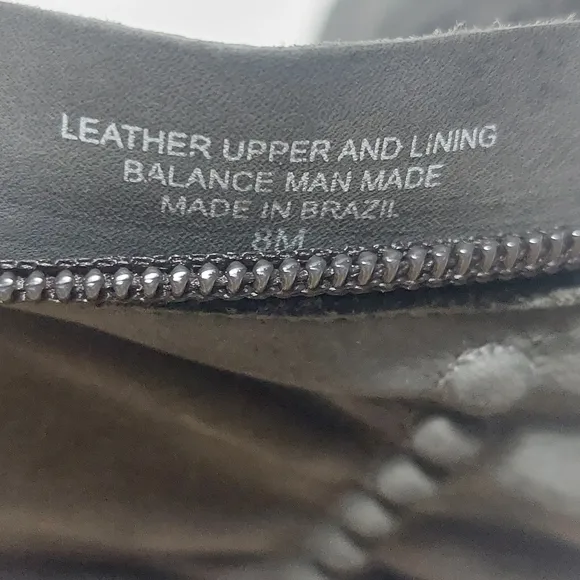 LEATHER UPPER AND LINING
BALANCE MAN MADE
MADE IN BRAZIL
8M